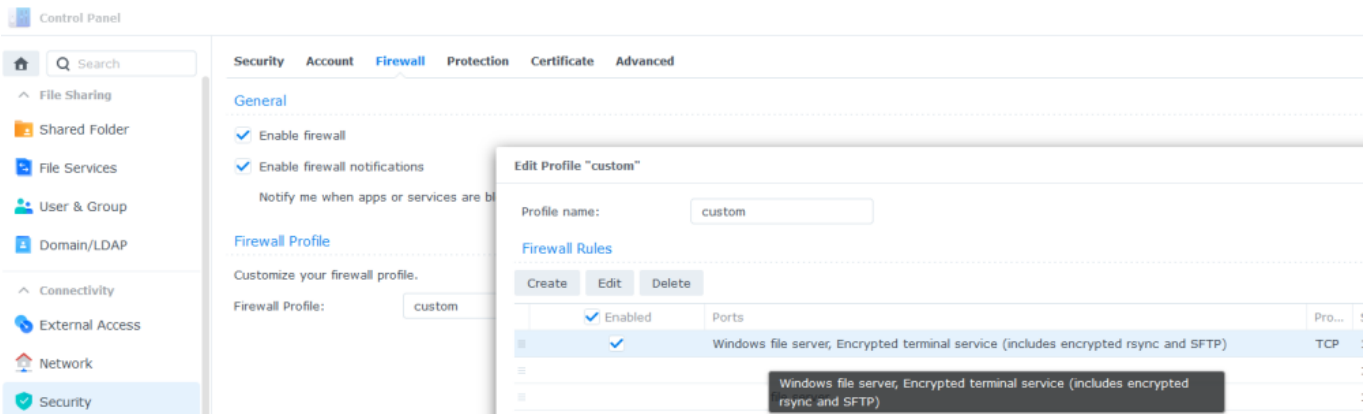 Control Panel
Search
File Sharing
Shared Folder
File Services
User & Group
Domain/LDAP
Connectivity
External Access
Network
Security
Security Account Firewall Protection Certificate Advanced
General
Enable firewall
Enable firewall notifications
Notify me when apps or services are bl
Firewall Profile
Customize your firewall profile.
Firewall Profile: custom
Edit Profile "custom"
Profile name: custom
Firewall Rules
Create Edit Delete
Enabled Ports Pro... S
Windows file server, Encrypted terminal service (includes encrypted rsync and SFTP) TCP
Windows file server, Encrypted terminal service (includes encrypted
rsync and SFTP)